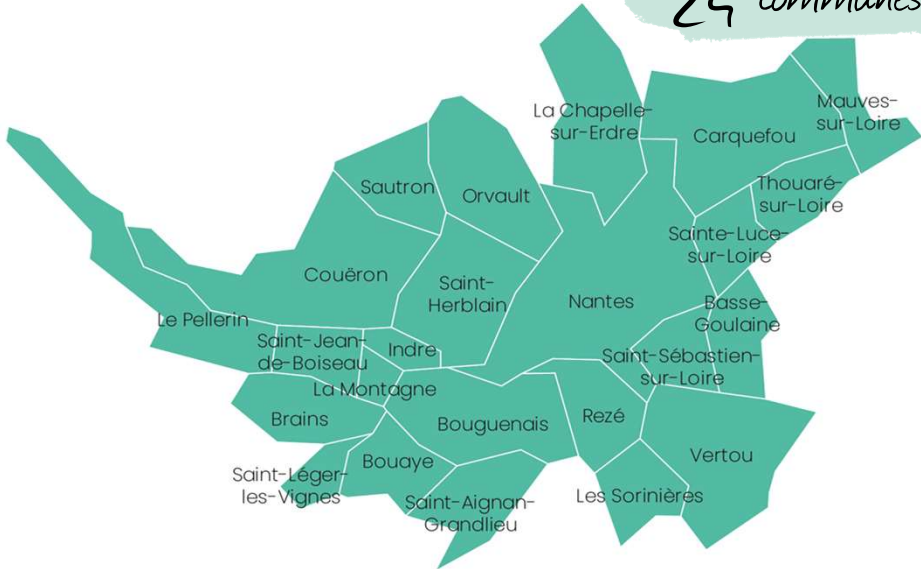 24 communes
La Chapelle-
sur-Erdre
Mauves-
sur-Loire
Carquefou
Sautron
Orvault
Thouaré-
sur-Loire
Sainte-Luce-
sur-Loire
Couëron
Saint-
Herblain
Nantes
Basse-
Goulaine
Le Pellerin
Saint-Jean-
de-Boiseau
Indre
Saint-Sébastien-
sur-Loire
La Montagne
Brains
Bouguenais
Rezé
Vertou
Saint-Léger-
les-Vignes
Bouaye
Saint-Aignan-
Grandlieu
Les Sorinières